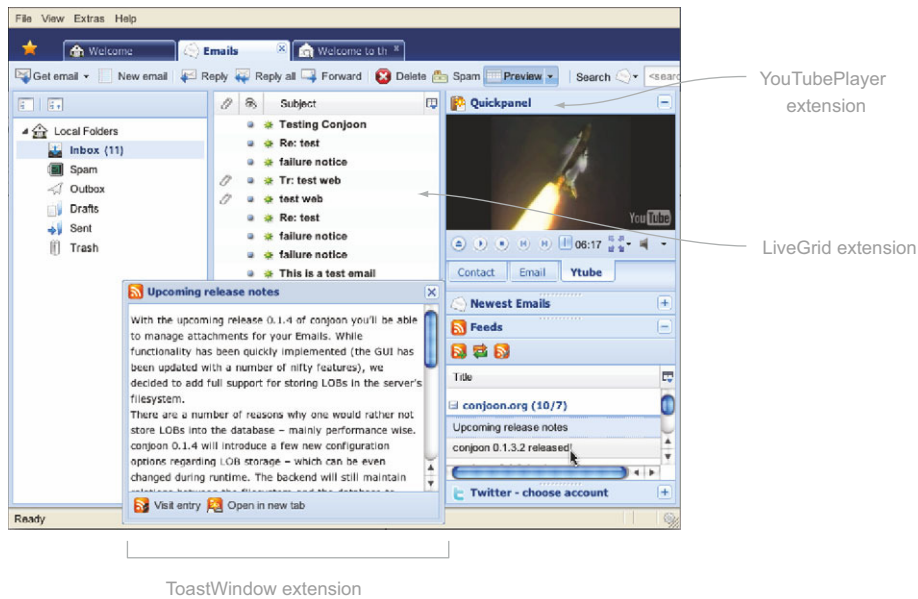 File View Extras Help
Welcome
Emails
Welcome to th
Get email
New email
Reply
Reply all
Forward
Delete
Spam
Preview
Search
<searc
Local Folders
Inbox (11)
Spam
Outbox
Drafts
Sent
Trash
Subject
Testing Conjoon
Re: test
failure notice
Tr: test web
test web
Re: test
failure notice
failure notice
This is a test email
Quickpanel
You Tube
06:17
Contact
Email
Ytube
Newest Emails
Feeds
Title
conjoon.org (10/7)
Upcoming release notes
conjoon 0.1.3.2 released!
Twitter - choose account
Upcoming release notes
With the upcoming release 0.1.4 of conjoon you'll be able
to manage attachments for your Emails. While
functionality has been quickly implemented (the GUI has
been updated with a number of nifty features), we
decided to add full support for storing LOBs in the server's
filesystem.
There are a number of reasons why one would rather not
store LOBs into the database – mainly performance wise.
conjoon 0.1.4 will introduce a few new configuration
options regarding LOB storage – which can be even
changed during runtime. The backend will still maintain
Visit entry
Open in new tab
Ready
YouTubePlayer
extension
LiveGrid extension
ToastWindow extension